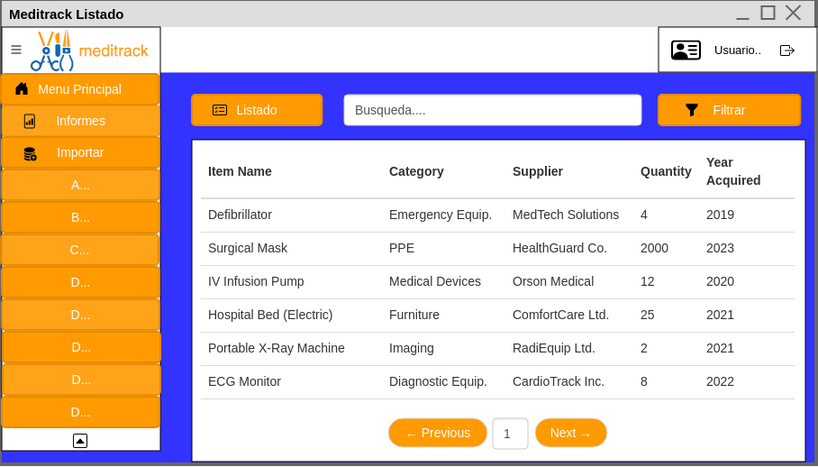 Meditrack Listado
meditrack
Usuario..
Menu Principal
Informes
Importar
A...
B...
C...
D...
D...
D...
D...
D...
Listado
Busqueda....
Filtrar
Item Name Category Supplier Quantity Year Acquired
Defibrillator Emergency Equip. MedTech Solutions 4 2019
Surgical Mask PPE HealthGuard Co. 2000 2023
IV Infusion Pump Medical Devices Orson Medical 12 2020
Hospital Bed (Electric) Furniture ComfortCare Ltd. 25 2021
Portable X-Ray Machine Imaging RadiEquip Ltd. 2 2021
ECG Monitor Diagnostic Equip. CardioTrack Inc. 8 2022
← Previous 1 Next →